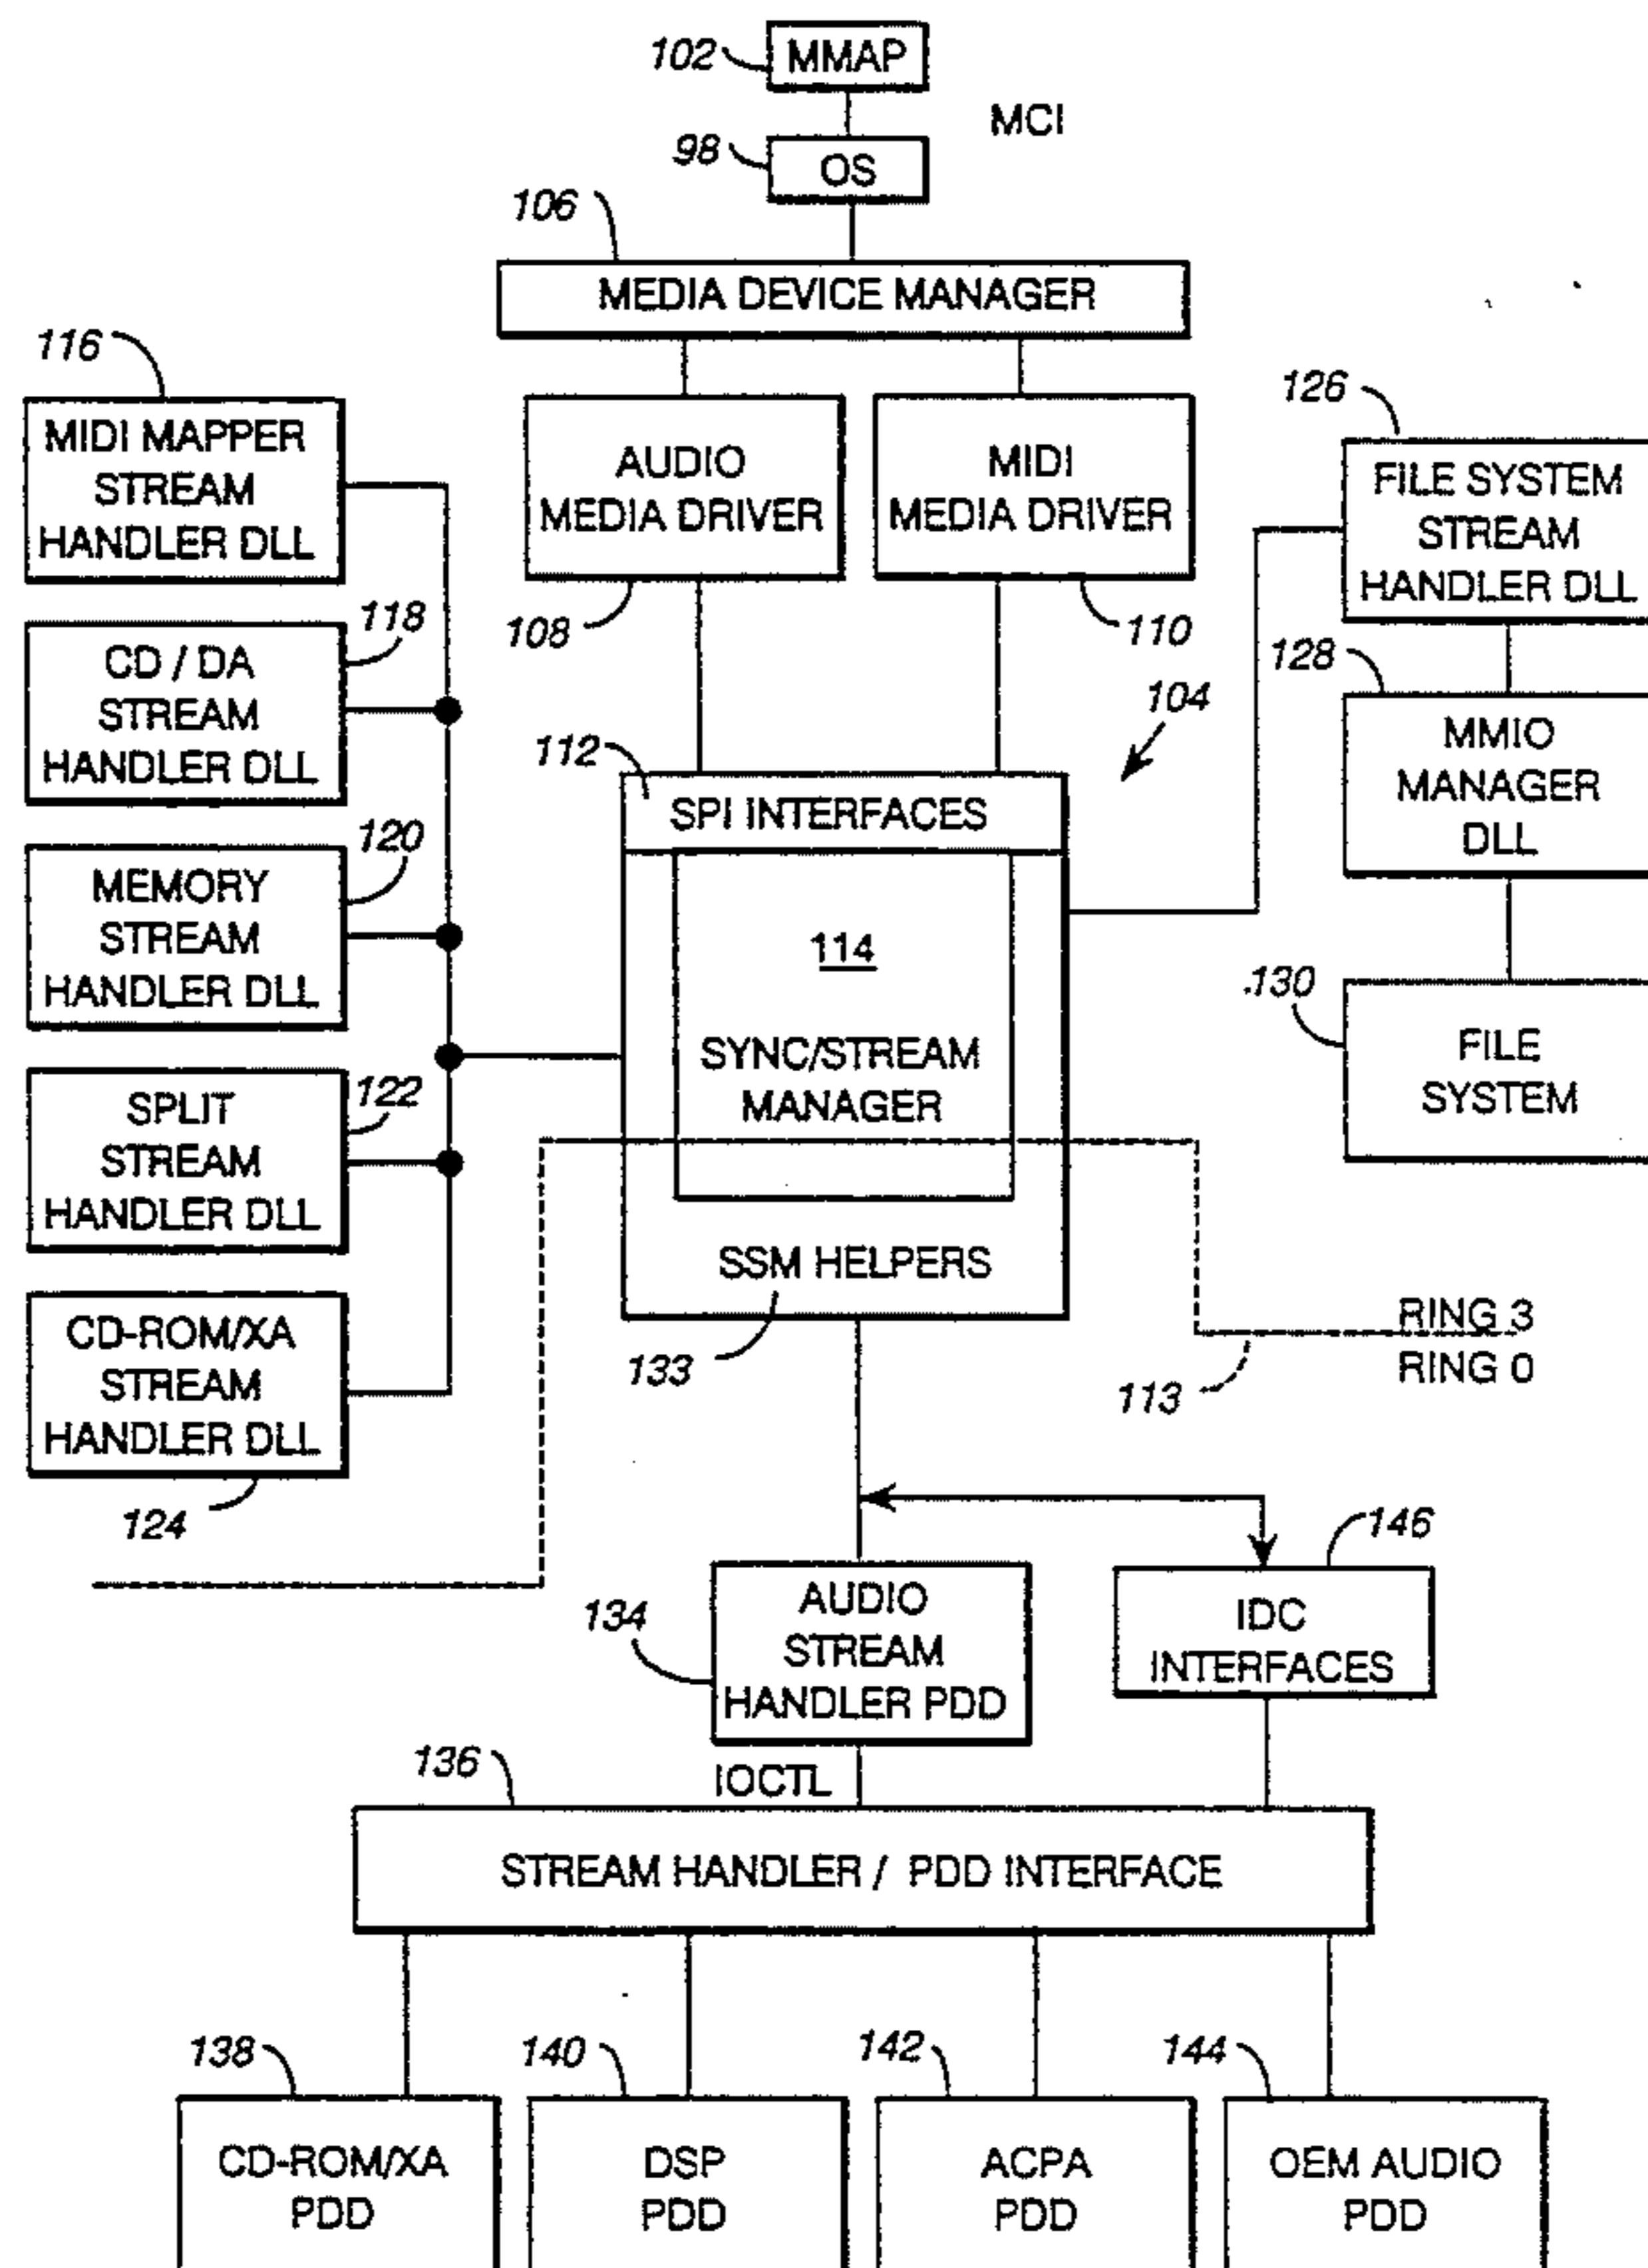 102
MMAP
MCI
98
OS
106
MEDIA DEVICE MANAGER
116
MIDI MAPPER
STREAM
HANDLER DLL
AUDIO
MEDIA DRIVER
108
MIDI
MEDIA DRIVER
110
126
FILE SYSTEM
STREAM
HANDLER DLL
118
CD / DA
STREAM
HANDLER DLL
104
128
MMIO
MANAGER
DLL
112
SPI INTERFACES
120
MEMORY
STREAM
HANDLER DLL
114
SYNC/STREAM
MANAGER
130
FILE
SYSTEM
122
SPLIT
STREAM
HANDLER DLL
SSM HELPERS
133
RING 3
RING 0
113
CD-ROM/XA
STREAM
HANDLER DLL
124
134
AUDIO
STREAM
HANDLER PDD
146
IDC
INTERFACES
136
IOCTL
STREAM HANDLER / PDD INTERFACE
138
CD-ROM/XA
PDD
140
DSP
PDD
142
ACPA
PDD
144
OEM AUDIO
PDD